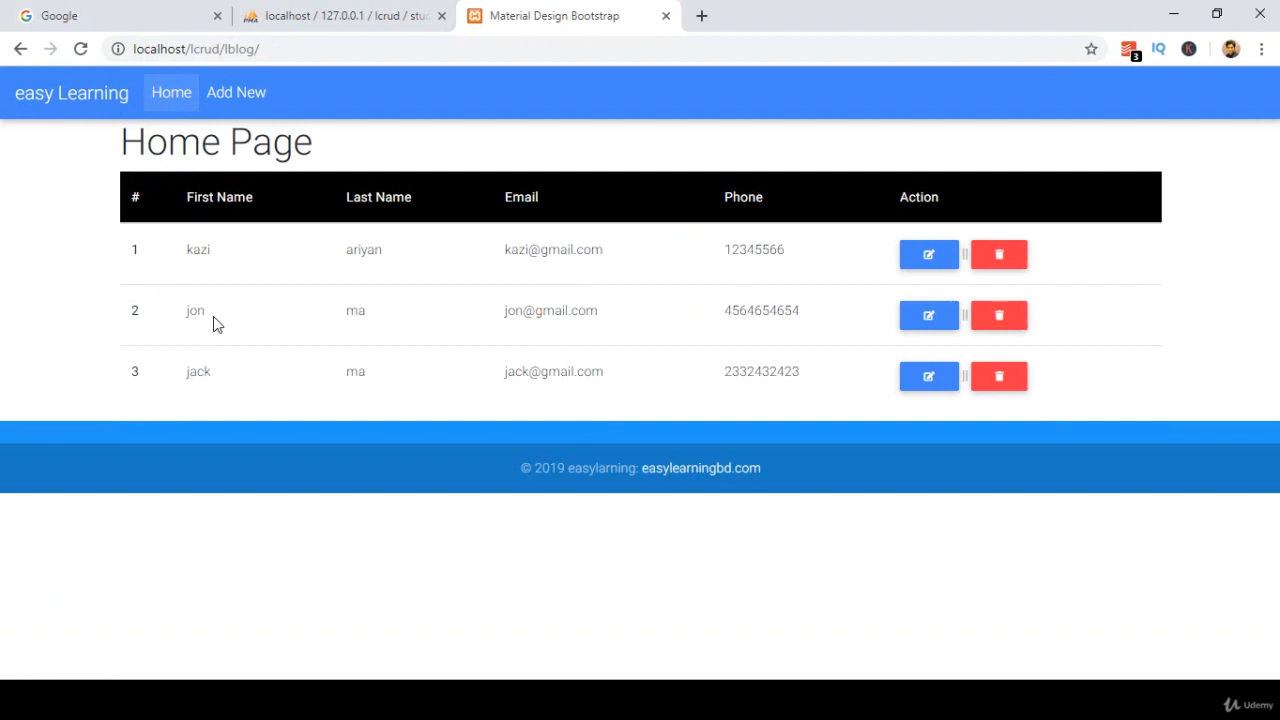 Google
localhost / 127.0.0.1 / lcrud / stu
Material Design Bootstrap
localhost/lcrud/lblog/
3
IQ
K
easy Learning Home Add New
Home Page
# First Name Last Name Email Phone Action
1 kazi ariyan kazi@gmail.com 12345566 ||
2 jon ma jon@gmail.com 4564654654 ||
3 jack ma jack@gmail.com 2332432423 ||
© 2019 easylarning: easylearningbd.com
Udemy